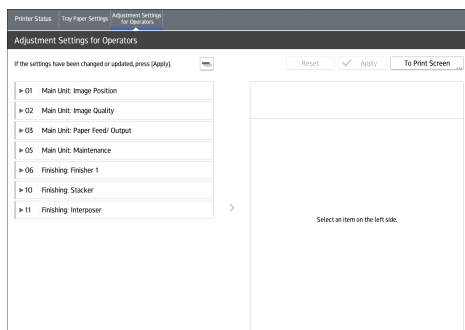 Printer Status
Tray Paper Settings
Adjustment Settings
for Operators
Adjustment Settings for Operators
If the settings have been changed or updated, press [Apply].
Reset
Apply
To Print Screen
01 Main Unit: Image Position
02 Main Unit: Image Quality
03 Main Unit: Paper Feed/ Output
05 Main Unit: Maintenance
06 Finishing: Finisher 1
10 Finishing: Stacker
11 Finishing: Interposer
Select an item on the left side.